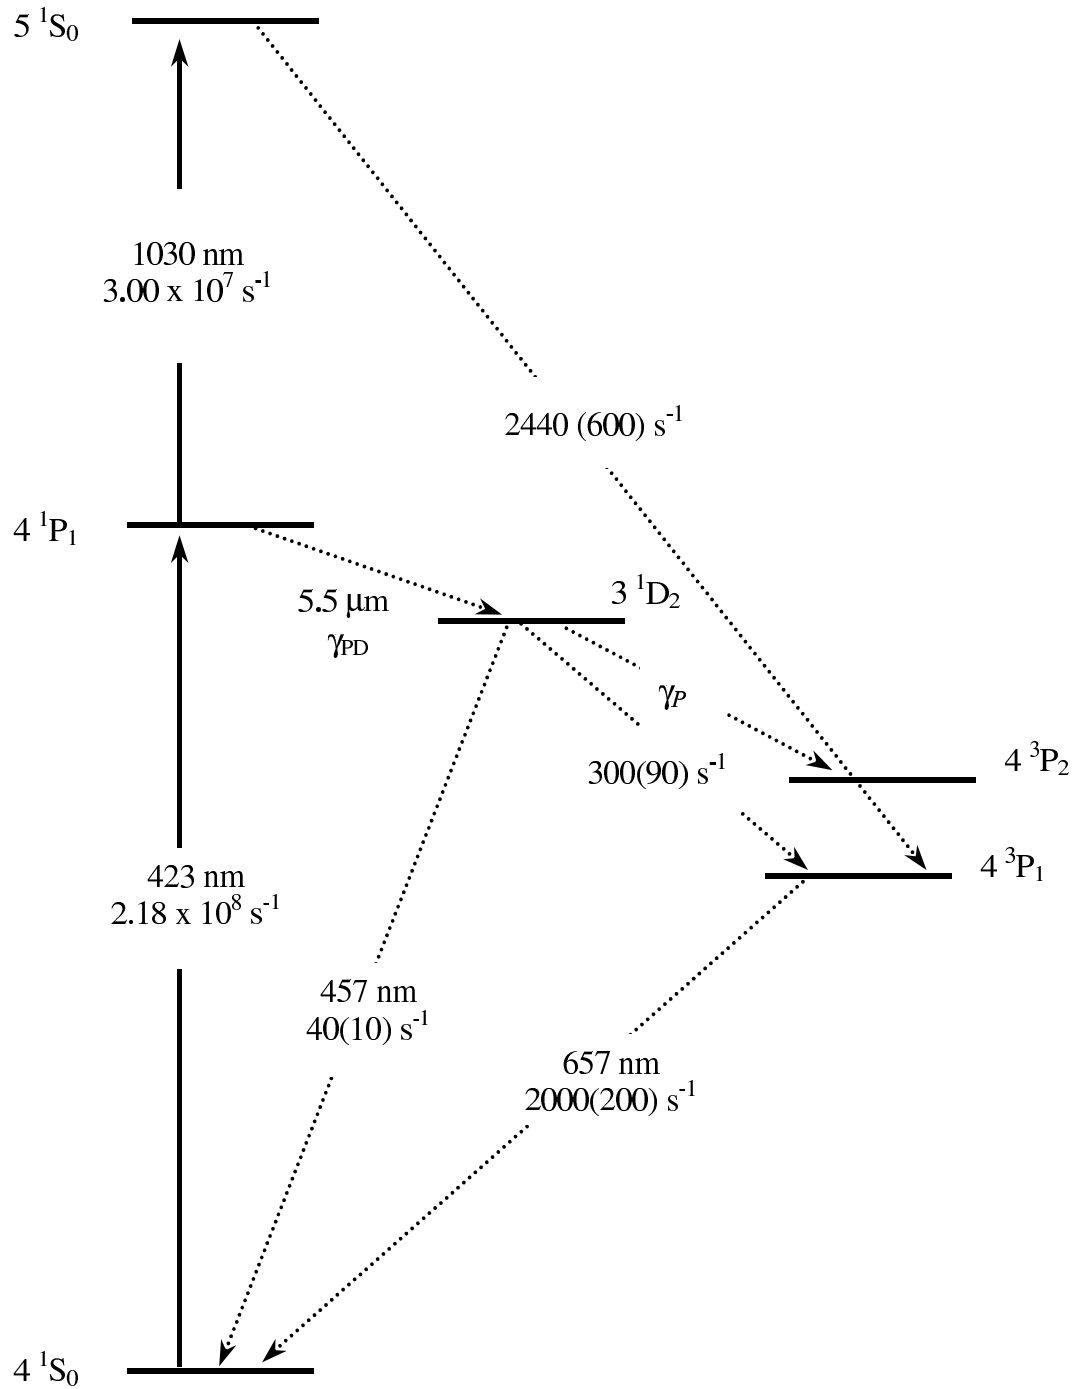 5 ¹S₀
1030 nm
3.00 x 10⁷ s⁻¹
2440 (600) s⁻¹
4 ¹P₁
5.5 μm
γ_PD
3 ¹D₂
γ_P
300(90) s⁻¹
4 ³P₂
4 ³P₁
423 nm
2.18 x 10⁸ s⁻¹
457 nm
40(10) s⁻¹
657 nm
2000(200) s⁻¹
4 ¹S₀